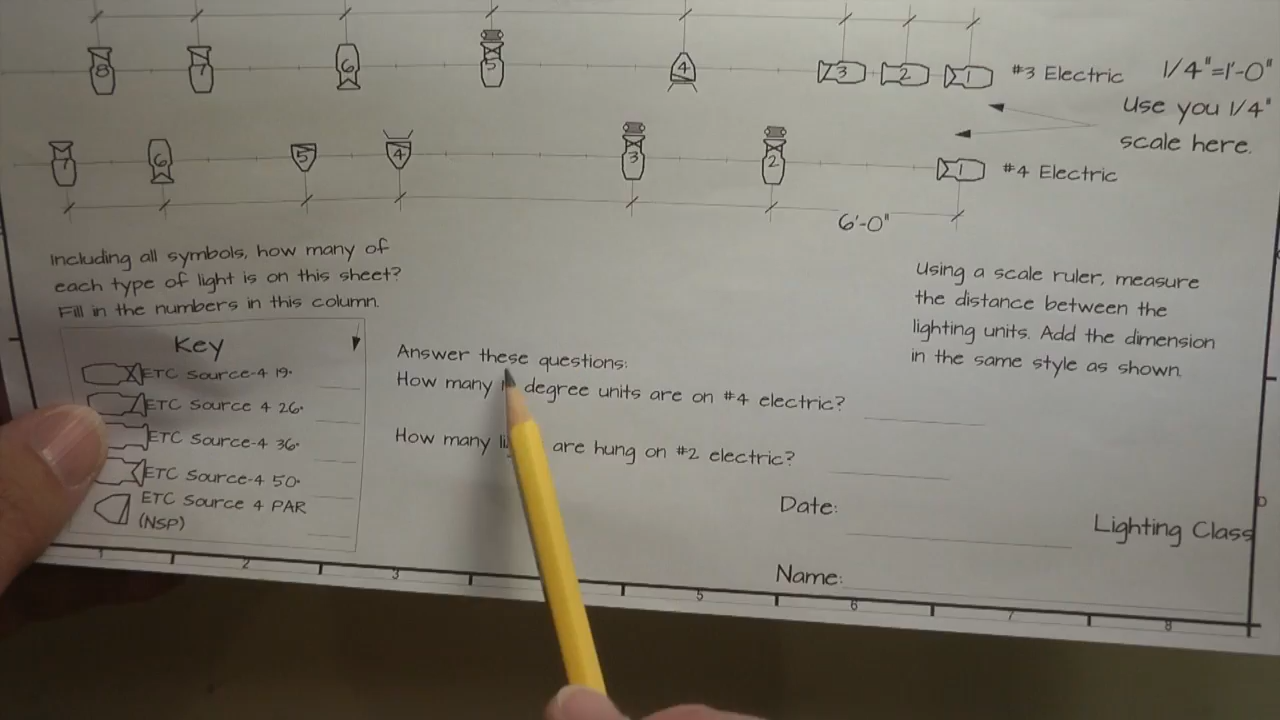 8 7 6 5 4 3 2 1 #3 Electric 1/4"=1'-0"
Use you 1/4"
scale here.
7 6 5 4 3 2 1 #4 Electric
6'-0"
Including all symbols, how many of
each type of light is on this sheet?
Fill in the numbers in this column.
Using a scale ruler, measure
the distance between the
lighting units. Add the dimension
in the same style as shown.
Key
ETC Source-4 19°
ETC Source 4 26°
ETC Source-4 36°
ETC Source-4 50°
ETC Source 4 PAR
(NSP)
Answer these questions:
How many degree units are on #4 electric?
How many are hung on #2 electric?
Date:
Lighting Class
Name:
1 2 3 5 6 7 8
D